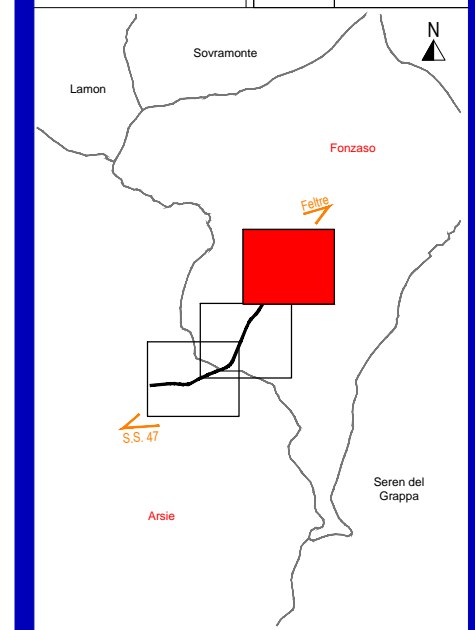 N
Sovramonte
Lamon
Fonzaso
Feltre
S.S. 47
Seren del
Grappa
Arsie